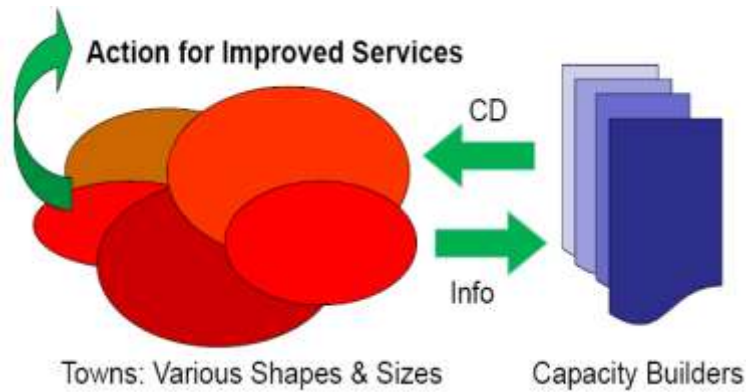 Action for Improved Services
CD
Info
Towns: Various Shapes & Sizes
Capacity Builders